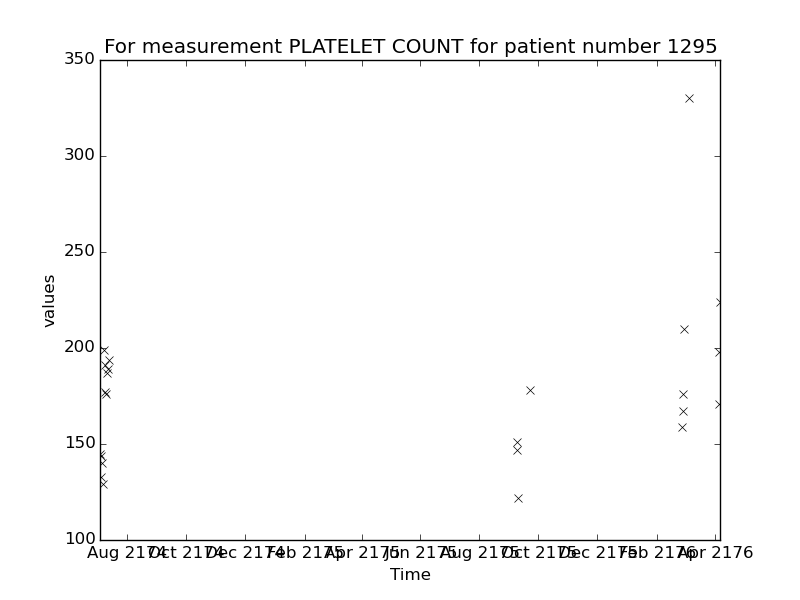 For measurement PLATELET COUNT for patient number 1295
350
300
250
200
150
100
values
Aug 2174 Oct 2174 Dec 2174 Feb 2175 Apr 2175 Jun 2175 Aug 2175 Oct 2175 Dec 2175 Feb 2176 Apr 2176
Time